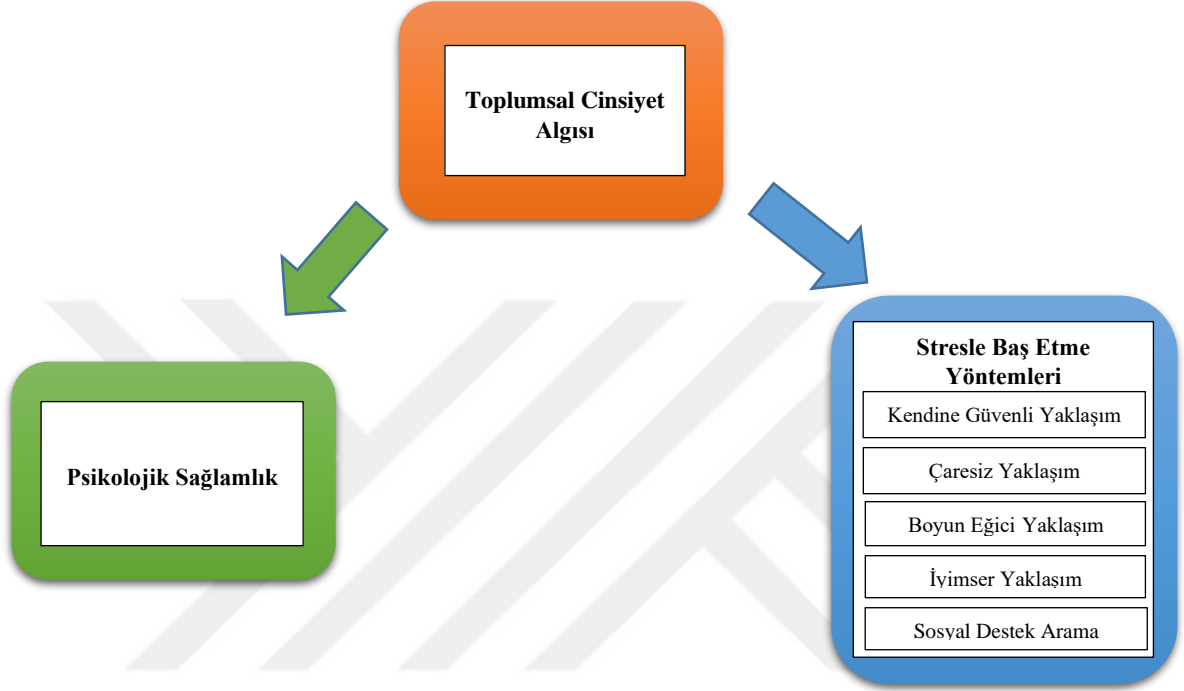 Toplumsal Cinsiyet
Algısı
Psikolojik Sağlamlık
Stresle Baş Etme
Yöntemleri
Kendine Güvenli Yaklaşım
Çaresiz Yaklaşım
Boyun Eğici Yaklaşım
İyimser Yaklaşım
Sosyal Destek Arama